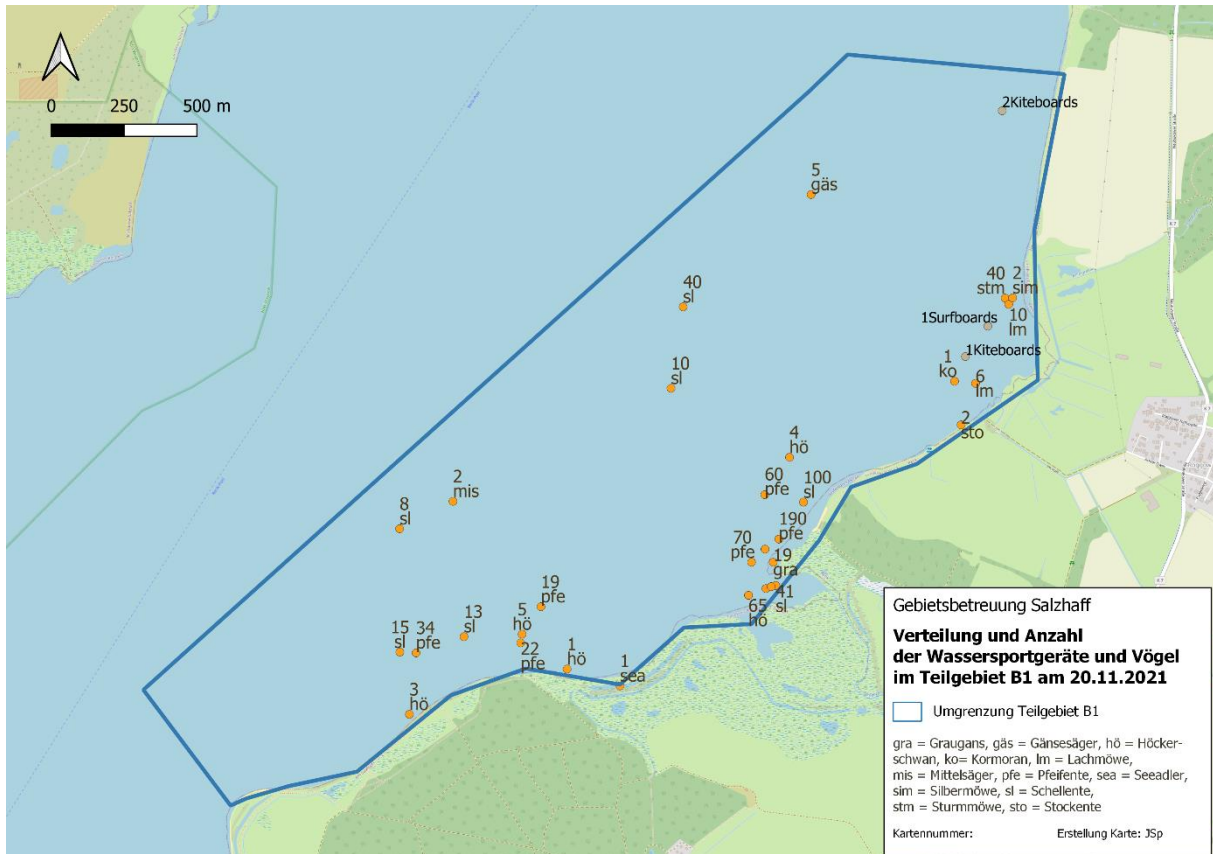 0 250 500 m
2Kiteboards
5
gäs
40
sl
40
stm
2
sim
10
lm
1Surfboards
1Kiteboards
10
sl
1
ko
6
lm
2
sto
4
hö
60
pfe
100
sl
2
mis
8
sl
190
pfe
70
pfe
19
gra
41
sl
65
hö
19
pfe
5
hö
22
pfe
13
sl
15
sl
34
pfe
1
hö
1
sea
3
hö
K7
K7
K7
Gebietsbetreuung Salzhaff
Verteilung und Anzahl
der Wassersportgeräte und Vögel
im Teilgebiet B1 am 20.11.2021
Umgrenzung Teilgebiet B1
gra = Graugans, gäs = Gänsesäger, hö = Höcker-
schwan, ko= Kormoran, lm = Lachmöwe,
mis = Mittelsäger, pfe = Pfeifente, sea = Seeadler,
sim = Silbermöwe, sl = Schellente,
stm = Sturmmöwe, sto = Stockente
Kartennummer: Erstellung Karte: JSp